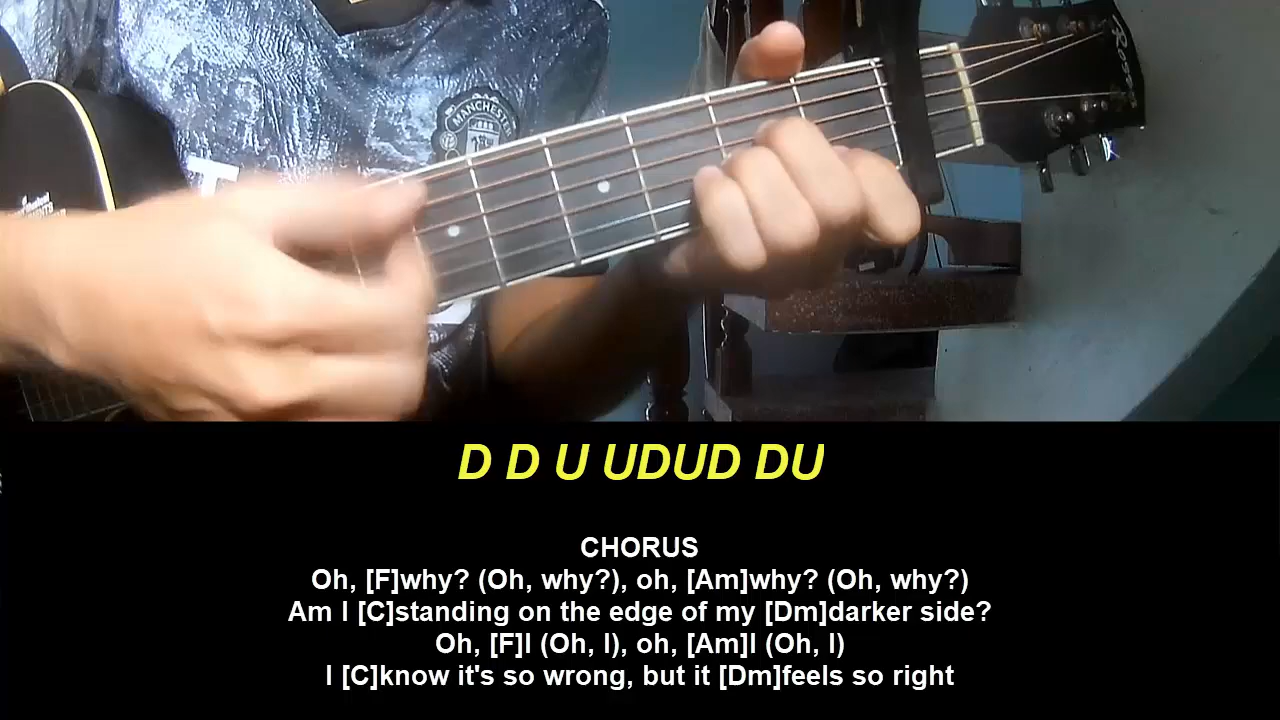 MANCHESTER
D D U UDUD DU
CHORUS
Oh, [F]why? (Oh, why?), oh, [Am]why? (Oh, why?)
Am I [C]standing on the edge of my [Dm]darker side?
Oh, [F]I (Oh, I), oh, [Am]I (Oh, I)
I [C]know it's so wrong, but it [Dm]feels so right